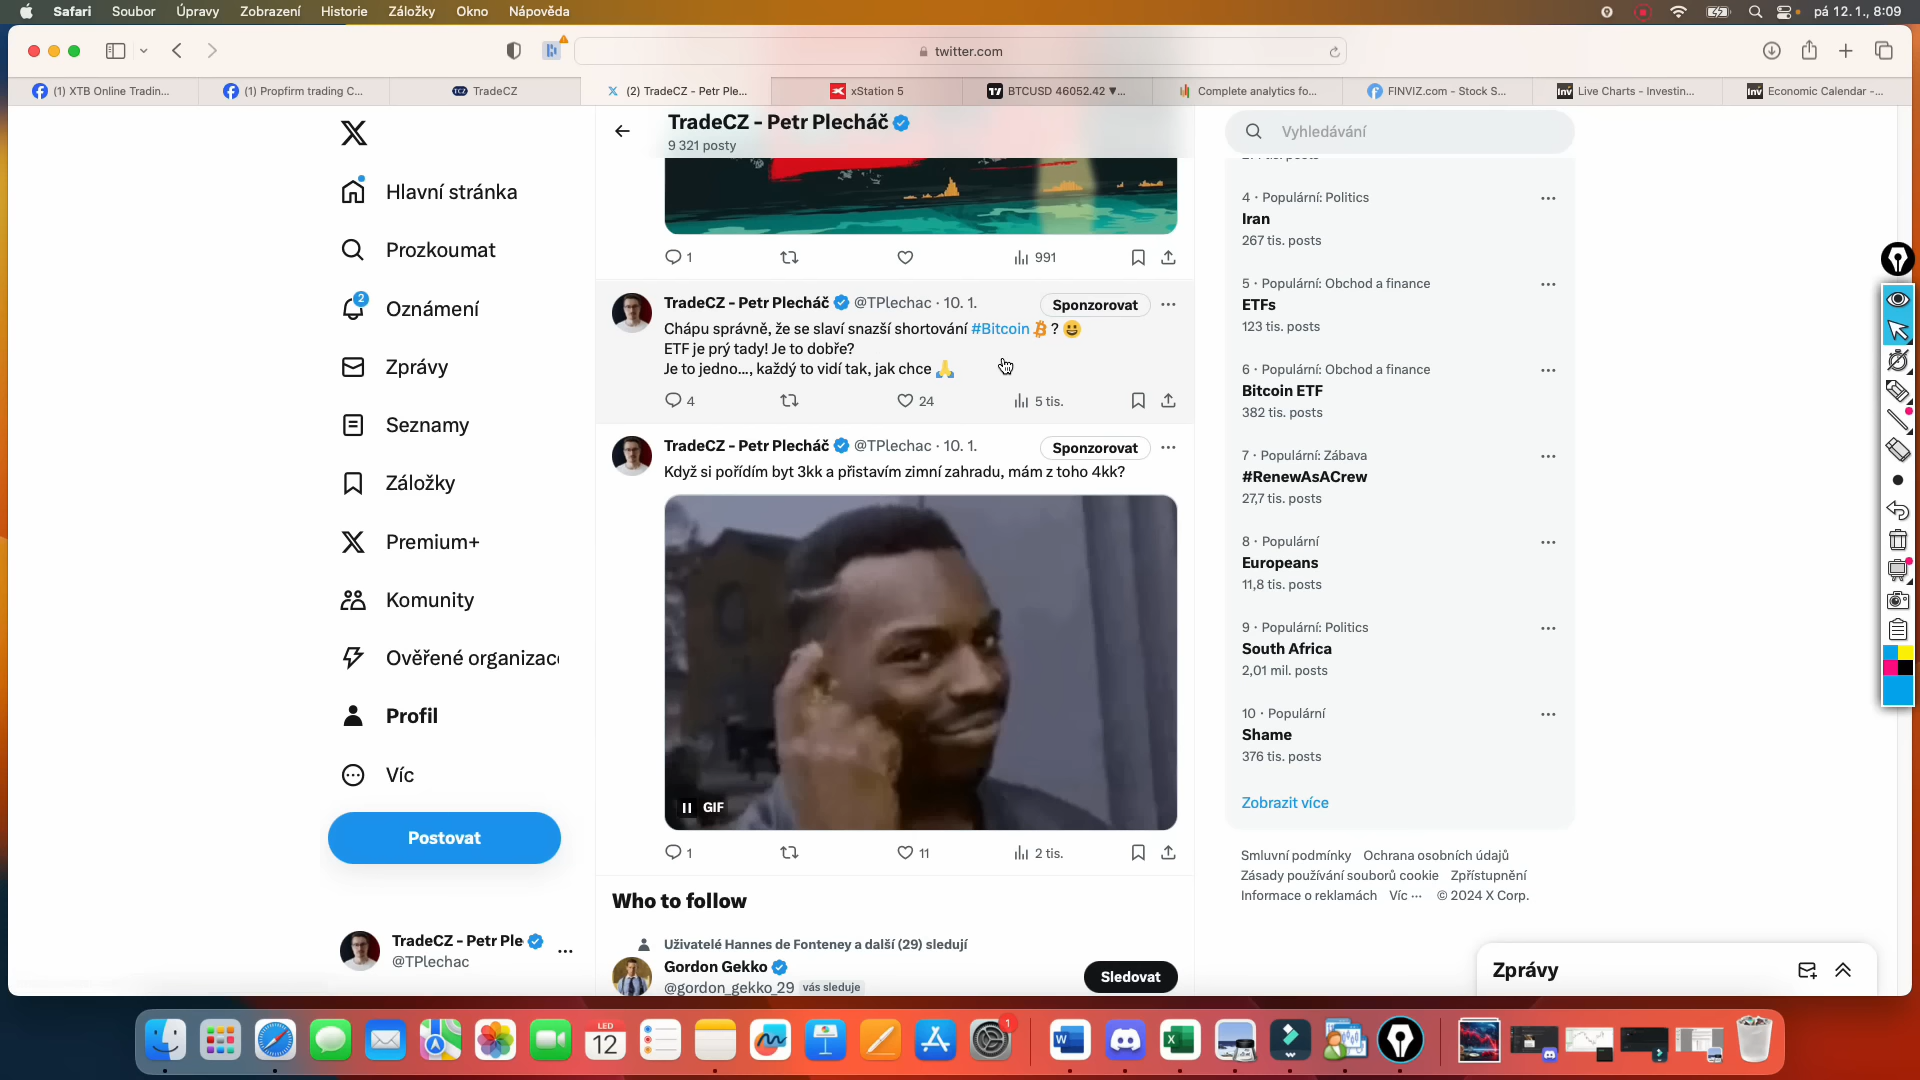 Safari Soubor Úpravy Zobrazení Historie Záložky Okno Nápověda
pá 12. 1., 8:09
twitter.com
(1) XTB Online Tradin...
(1) Propfirm trading C...
TradeCZ
(2) TradeCZ - Petr Ple...
xStation 5
BTCUSD 46052.42 ▼...
Complete analytics fo...
FINVIZ.com - Stock S...
Live Charts - Investin...
Economic Calendar -...
Hlavní stránka
Prozkoumat
2
Oznámení
Zprávy
Seznamy
Záložky
Premium+
Komunity
Ověřené organizac
Profil
Víc
Postovat
TradeCZ - Petr Ple
@TPlechac
TradeCZ - Petr Plecháč
9 321 posty
1 991
TradeCZ - Petr Plecháč @TPlechac · 10. 1.
Sponzorovat
Chápu správně, že se slaví snazší shortování #Bitcoin ? 😀
ETF je prý tady! Je to dobře?
Je to jedno..., každý to vidí tak, jak chce 🙏
4 24 5 tis.
TradeCZ - Petr Plecháč @TPlechac · 10. 1.
Sponzorovat
Když si pořídím byt 3kk a přistavím zimní zahradu, mám z toho 4kk?
GIF
1 11 2 tis.
Who to follow
Uživatelé Hannes de Fonteney a další (29) sledují
Gordon Gekko
@gordon_gekko_29 vás sleduje
Sledovat
Vyhledávání
4 · Populární: Politics
Iran
267 tis. posts
5 · Populární: Obchod a finance
ETFs
123 tis. posts
6 · Populární: Obchod a finance
Bitcoin ETF
382 tis. posts
7 · Populární: Zábava
#RenewAsACrew
27,7 tis. posts
8 · Populární
Europeans
11,8 tis. posts
9 · Populární: Politics
South Africa
2,01 mil. posts
10 · Populární
Shame
376 tis. posts
Zobrazit více
Smluvní podmínky Ochrana osobních údajů
Zásady používání souborů cookie Zpřístupnění
Informace o reklamách Víc ··· © 2024 X Corp.
Zprávy
LED
12
1